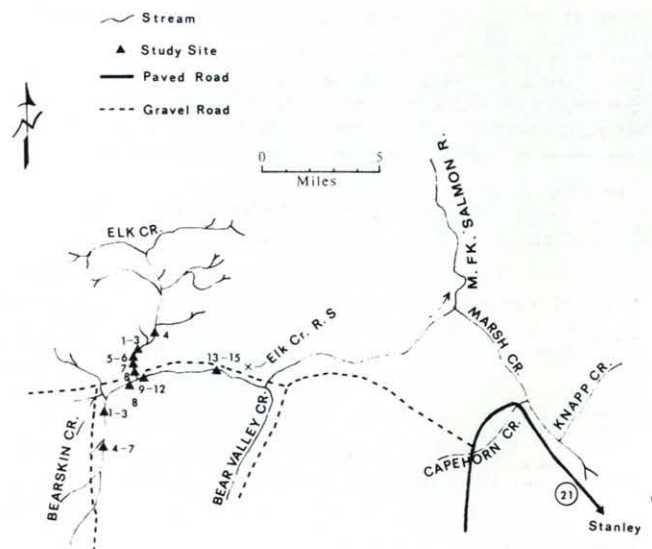 Stream
Study Site
Paved Road
Gravel Road
0 5
Miles
ELK CR.
M. FK. SALMON R.
MARSH CR.
KNAPP CR.
CAPEHORN CR.
Elk Cr. R.S
BEAR VALLEY CR.
BEARSKIN CR.
4
1-3
5-6
7
8
9-12
13-15
8
1-3
4-7
21
Stanley